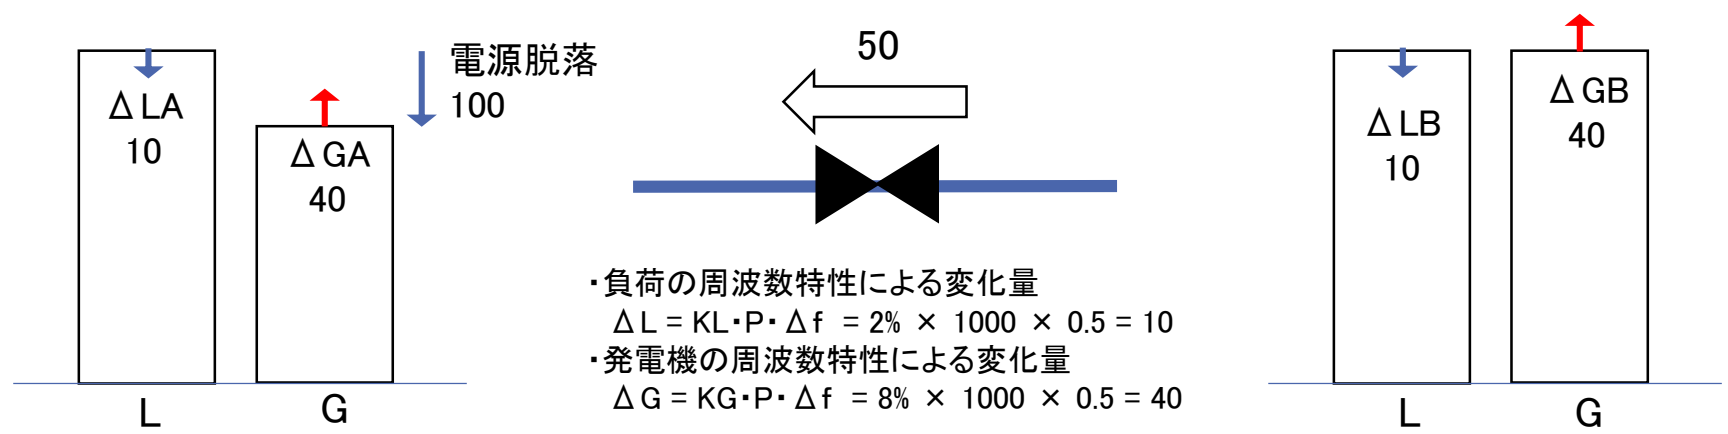 電源脱落
100
ΔLA
10
ΔGA
40
L
G
50
・負荷の周波数特性による変化量
ΔL = KL・P・Δf = 2% × 1000 × 0.5 = 10
・発電機の周波数特性による変化量
ΔG = KG・P・Δf = 8% × 1000 × 0.5 = 40
ΔLB
10
ΔGB
40
L
G